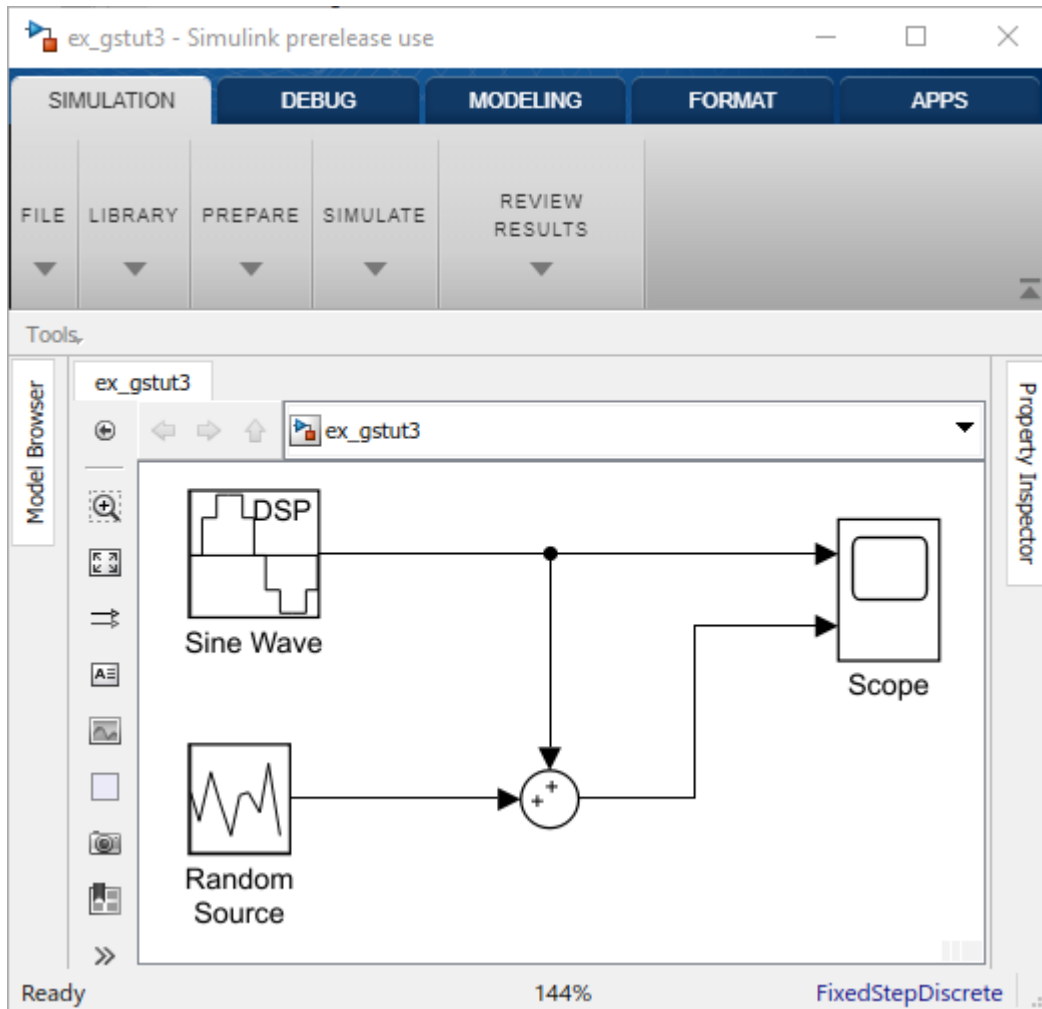 ex_gstut3 - Simulink prerelease use
SIMULATION DEBUG MODELING FORMAT APPS
FILE LIBRARY PREPARE SIMULATE REVIEW
RESULTS
Tools
Model Browser
ex_gstut3
ex_gstut3
Property Inspector
DSP
Sine Wave
Scope
+
+
Random
Source
Ready 144% FixedStepDiscrete